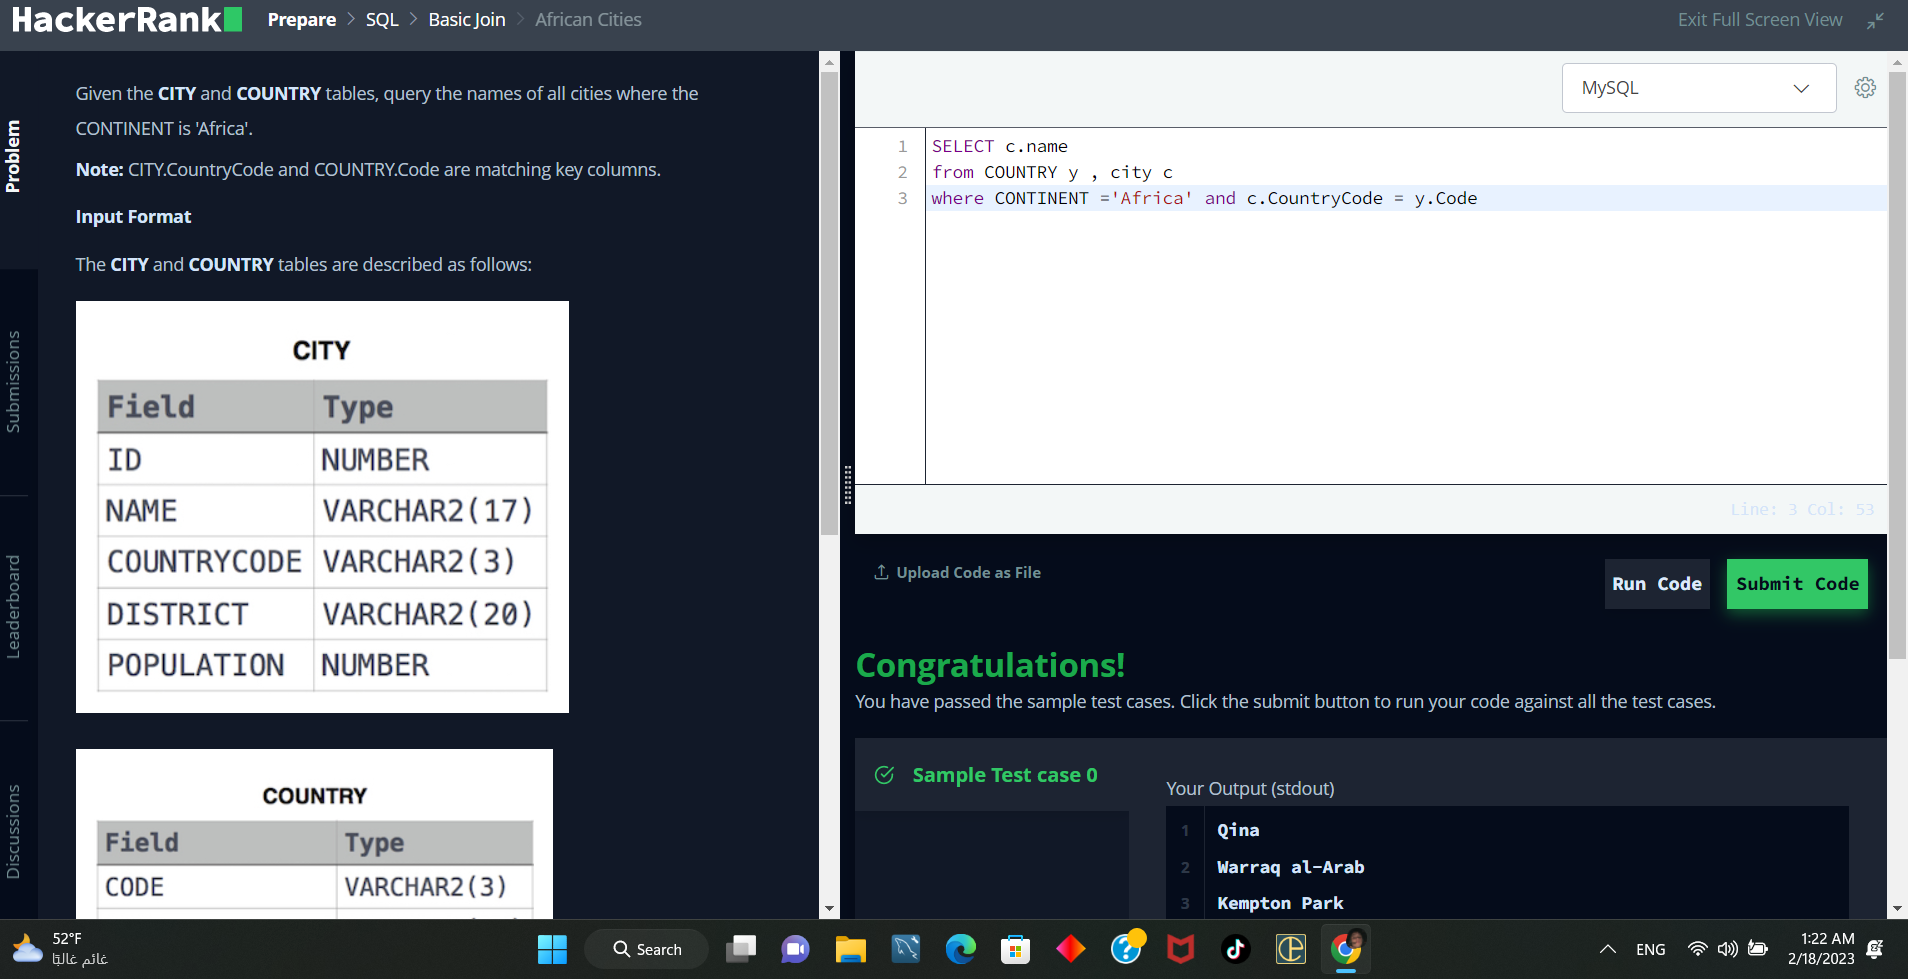 HackerRank Prepare > SQL > Basic Join > African Cities
Exit Full Screen View
Problem
Submissions
Leaderboard
Discussions
Given the CITY and COUNTRY tables, query the names of all cities where the
CONTINENT is 'Africa'.
Note: CITY.CountryCode and COUNTRY.Code are matching key columns.
Input Format
The CITY and COUNTRY tables are described as follows:
CITY
Field Type
ID NUMBER
NAME VARCHAR2(17)
COUNTRYCODE VARCHAR2(3)
DISTRICT VARCHAR2(20)
POPULATION NUMBER
COUNTRY
Field Type
CODE VARCHAR2(3)
MySQL
1 SELECT c.name
2 from COUNTRY y , city c
3 where CONTINENT ='Africa' and c.CountryCode = y.Code
Line: 3 Col: 53
Upload Code as File
Run Code
Submit Code
Congratulations!
You have passed the sample test cases. Click the submit button to run your code against all the test cases.
Sample Test case 0
Your Output (stdout)
1 Qina
2 Warraq al-Arab
3 Kempton Park
52°F
غائم غالبًا
Search
ENG
1:22 AM
2/18/2023